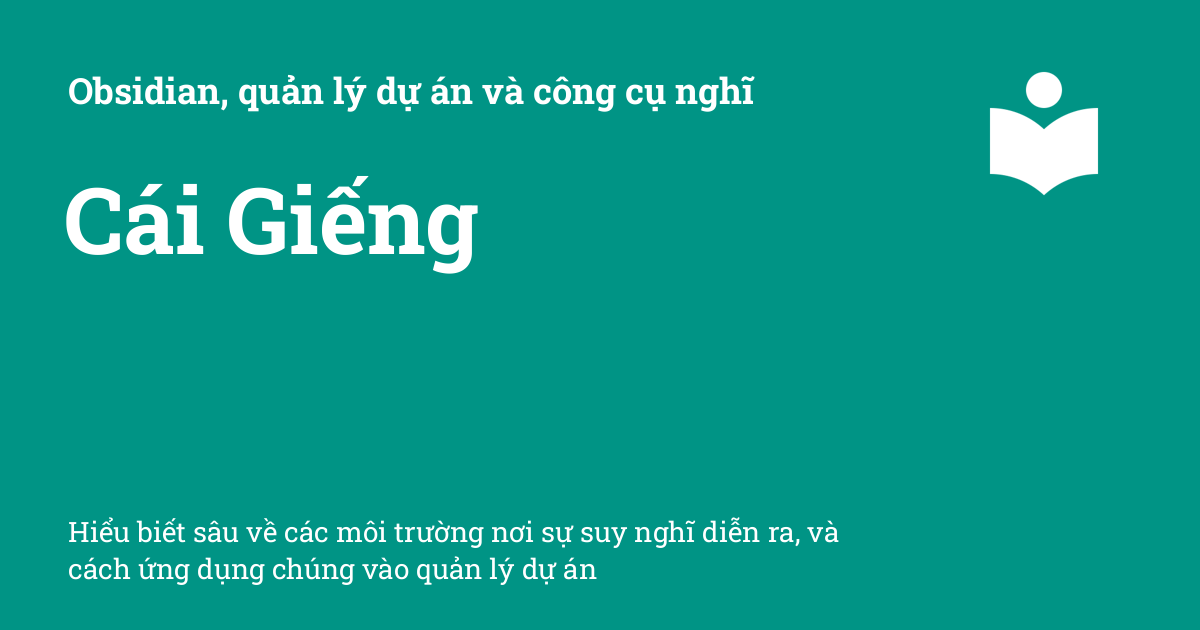 Obsidian, quản lý dự án và công cụ nghĩ
Cái Giếng
Hiểu biết sâu về các môi trường nơi sự suy nghĩ diễn ra, và
cách ứng dụng chúng vào quản lý dự án